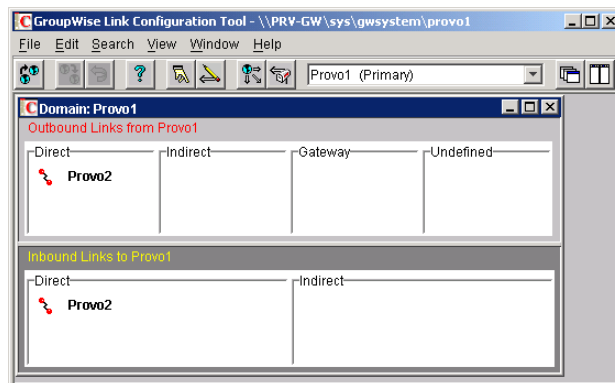 GroupWise Link Configuration Tool - \\PRV-GW\sys\gwsystem\provo1
File Edit Search View Window Help
Provo1 (Primary)
Domain: Provo1
Outbound Links from Provo1
Direct Indirect Gateway Undefined
Provo2
Inbound Links to Provo1
Direct Indirect
Provo2